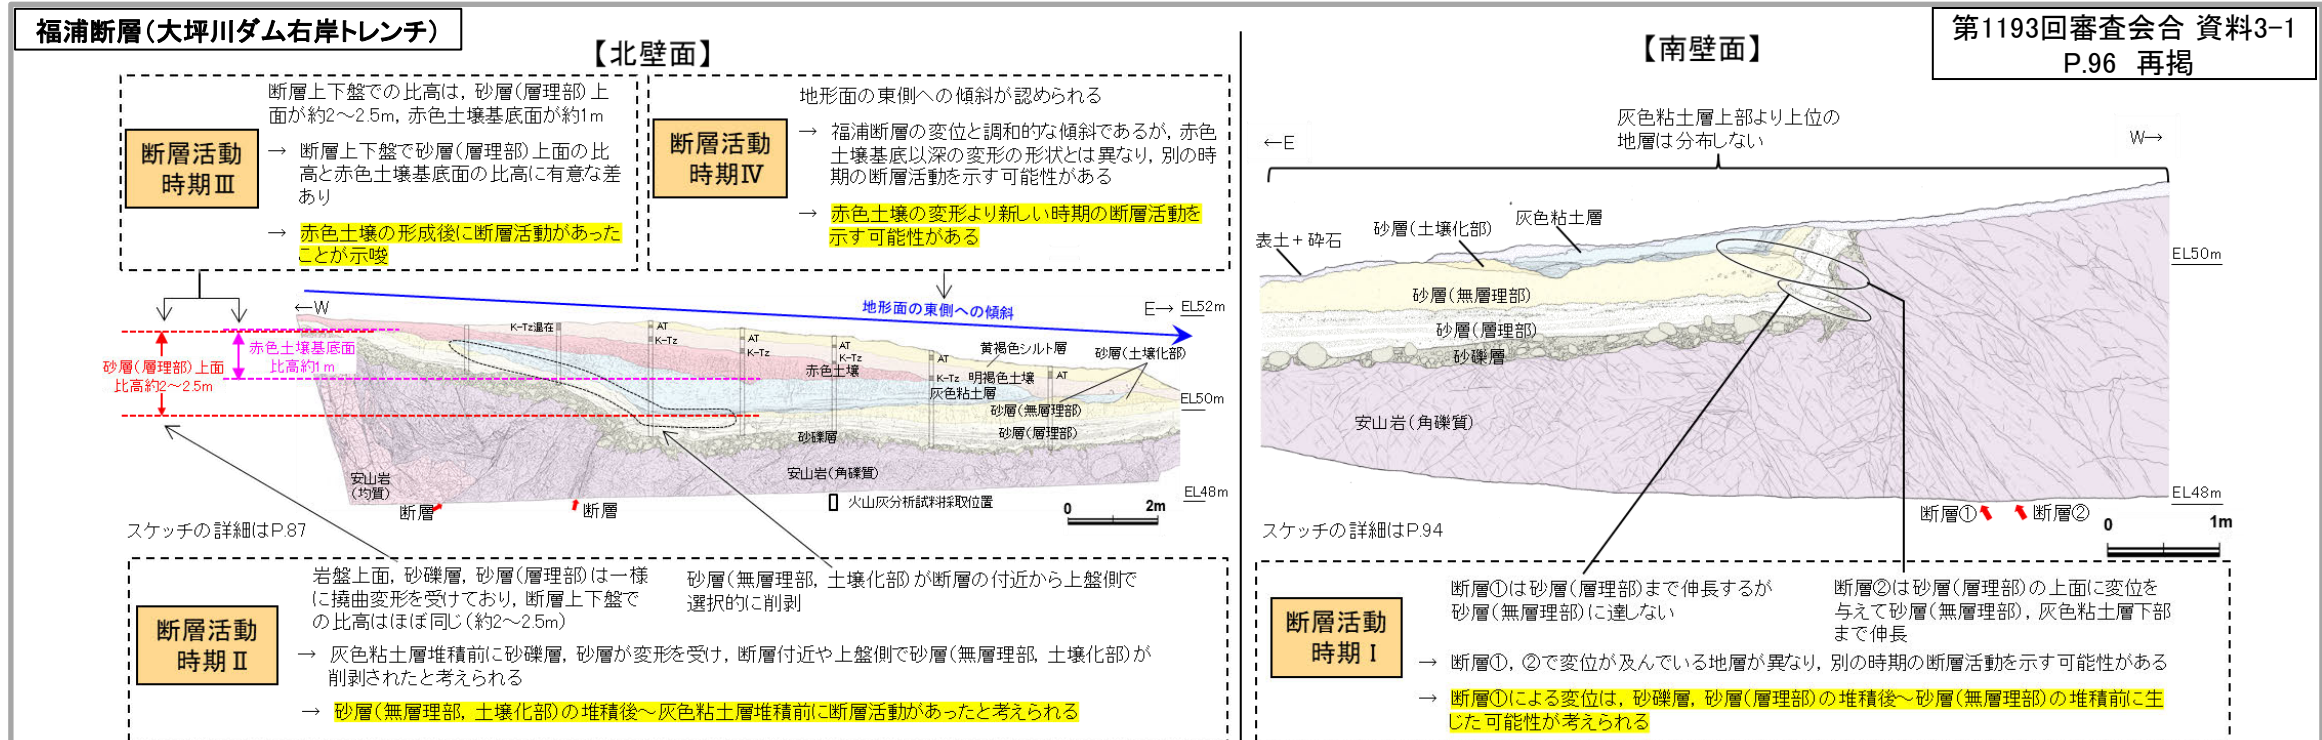 福浦断層(大坪川ダム右岸トレンチ)
第1193回審査会合 資料3-1
P.96 再掲
【北壁面】
断層上下盤での比高は,砂層(層理部)上
面が約2～2.5m,赤色土壌基底面が約1m
断層活動
時期Ⅲ
→ 断層上下盤で砂層(層理部)上面の比
高と赤色土壌基底面の比高に有意な差
あり
→ 赤色土壌の形成後に断層活動があった
ことが示唆
地形面の東側への傾斜が認められる
断層活動
時期Ⅳ
→ 福浦断層の変位と調和的な傾斜であるが,赤色
土壌基底以深の変形の形状とは異なり,別の時
期の断層活動を示す可能性がある
→ 赤色土壌の変形より新しい時期の断層活動を
示す可能性がある
←W
地形面の東側への傾斜
E→
EL52m
K-Tz混在
AT
K-Tz
AT
K-Tz
AT
K-Tz
AT
K-Tz
AT
黄褐色シルト層
砂層(土壌化部)
赤色土壌基底面
比高約1m
砂層(層理部)上面
比高約2～2.5m
赤色土壌
明褐色土壌
灰色粘土層
EL50m
砂層(無層理部)
砂層(層理部)
砂礫層
安山岩(角礫質)
安山岩
(均質)
EL48m
火山灰分析試料採取位置
断層
断層
0 2m
スケッチの詳細はP.87
岩盤上面,砂礫層,砂層(層理部)は一様
に撓曲変形を受けており,断層上下盤で
の比高はほぼ同じ(約2～2.5m)
砂層(無層理部,土壌化部)が断層の付近から上盤側で
選択的に削剥
断層活動
時期Ⅱ
→ 灰色粘土層堆積前に砂礫層,砂層が変形を受け,断層付近や上盤側で砂層(無層理部,土壌化部)が
削剥されたと考えられる
→ 砂層(無層理部,土壌化部)の堆積後～灰色粘土層堆積前に断層活動があったと考えられる
【南壁面】
灰色粘土層上部より上位の
地層は分布しない
←E
W→
表土+砕石
砂層(土壌化部)
灰色粘土層
EL50m
砂層(無層理部)
砂層(層理部)
砂礫層
安山岩(角礫質)
EL48m
断層① 断層②
0 1m
スケッチの詳細はP.94
断層①は砂層(層理部)まで伸長するが
砂層(無層理部)に達しない
断層②は砂層(層理部)の上面に変位を
与えて砂層(無層理部),灰色粘土層下部
まで伸長
断層活動
時期Ⅰ
→ 断層①,②で変位が及んでいる地層が異なり,別の時期の断層活動を示す可能性がある
→ 断層①による変位は,砂礫層,砂層(層理部)の堆積後～砂層(無層理部)の堆積前に生
じた可能性が考えられる